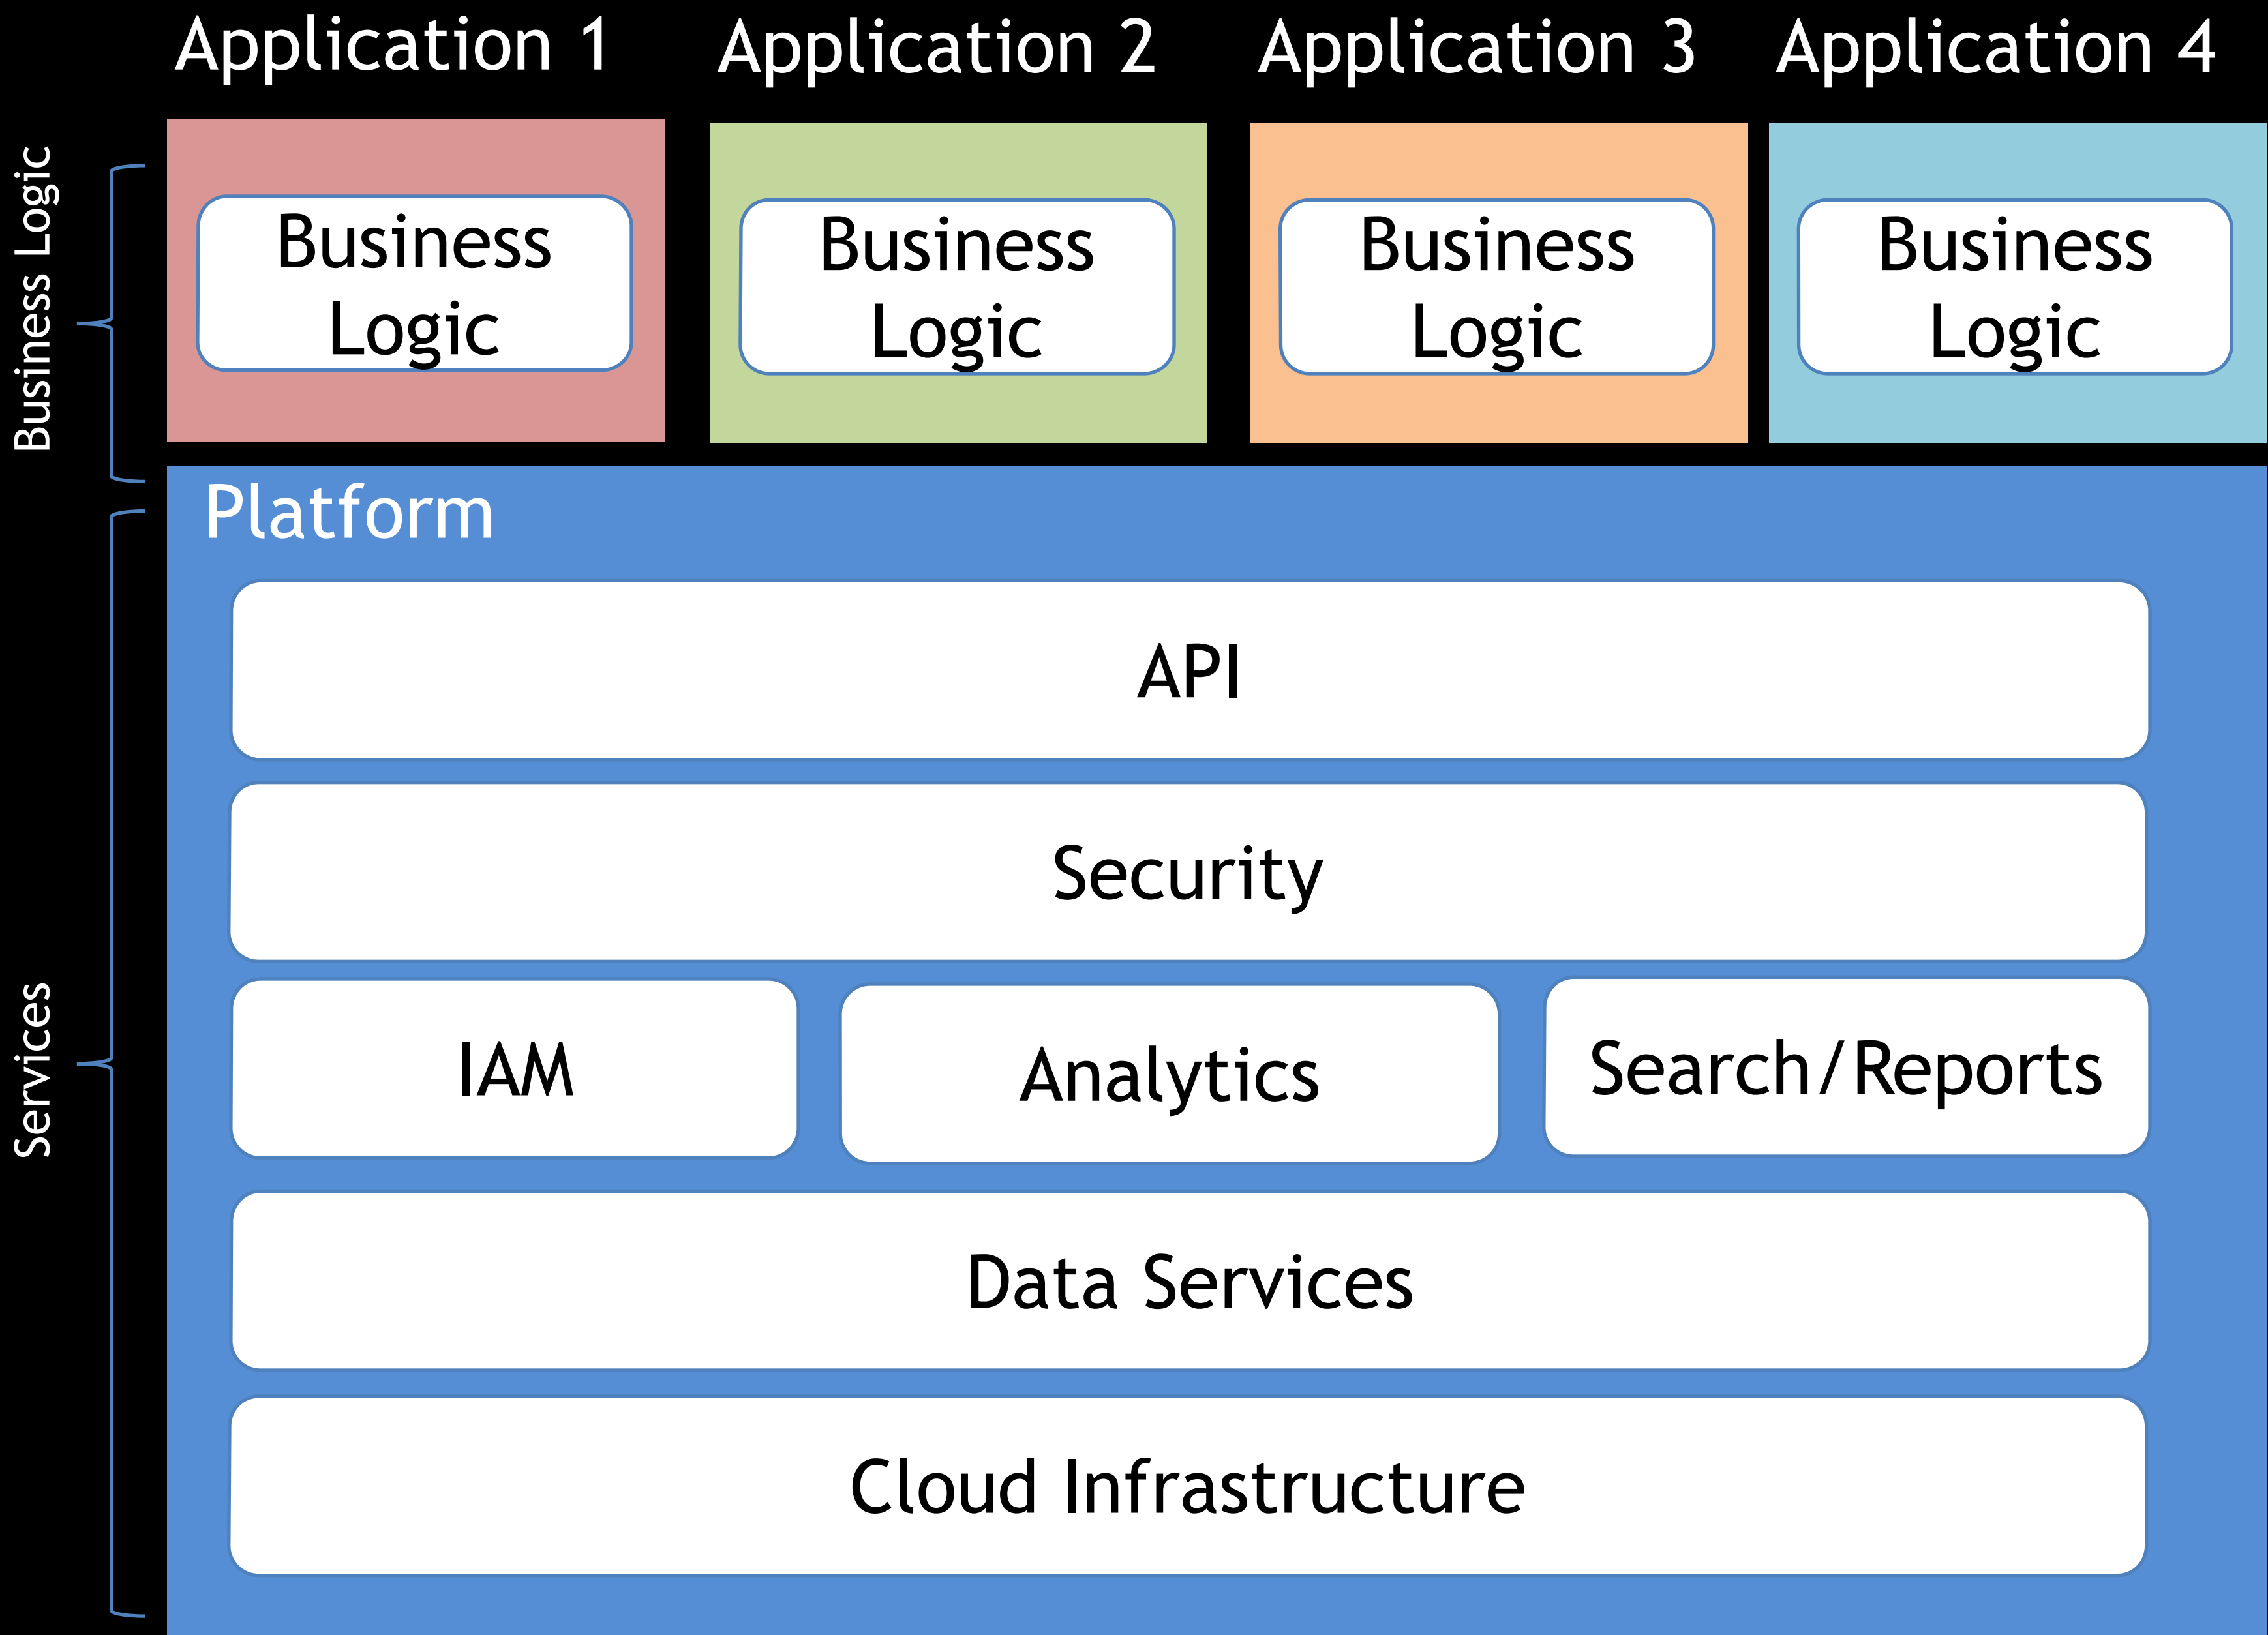 Application 1
Application 2
Application 3
Application 4
Business Logic
Business
Logic
Business
Logic
Business
Logic
Business
Logic
Platform
Services
API
Security
IAM
Analytics
Search/Reports
Data Services
Cloud Infrastructure